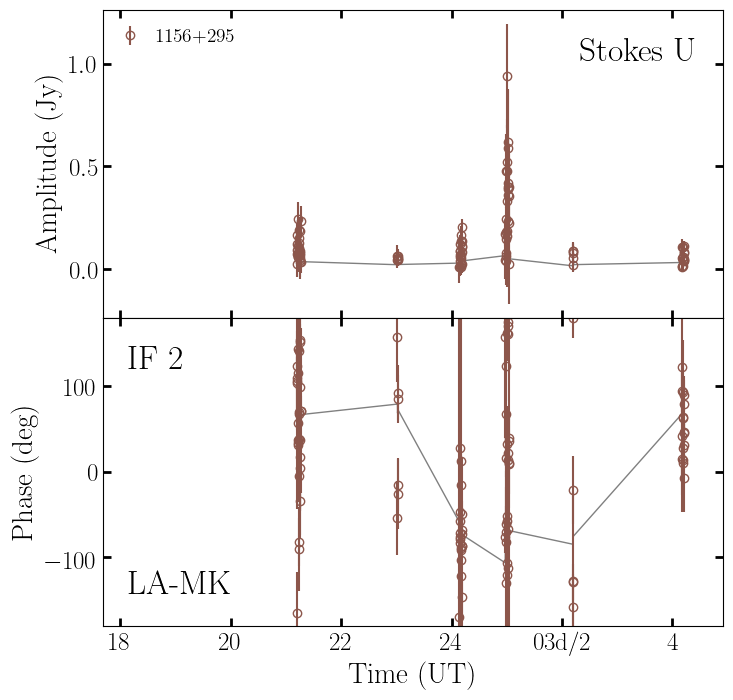 1156+295
Stokes U
1.0
0.5
0.0
Amplitude (Jy)
IF 2
100
0
−100
Phase (deg)
LA-MK
18 20 22 24 03d/2 4
Time (UT)